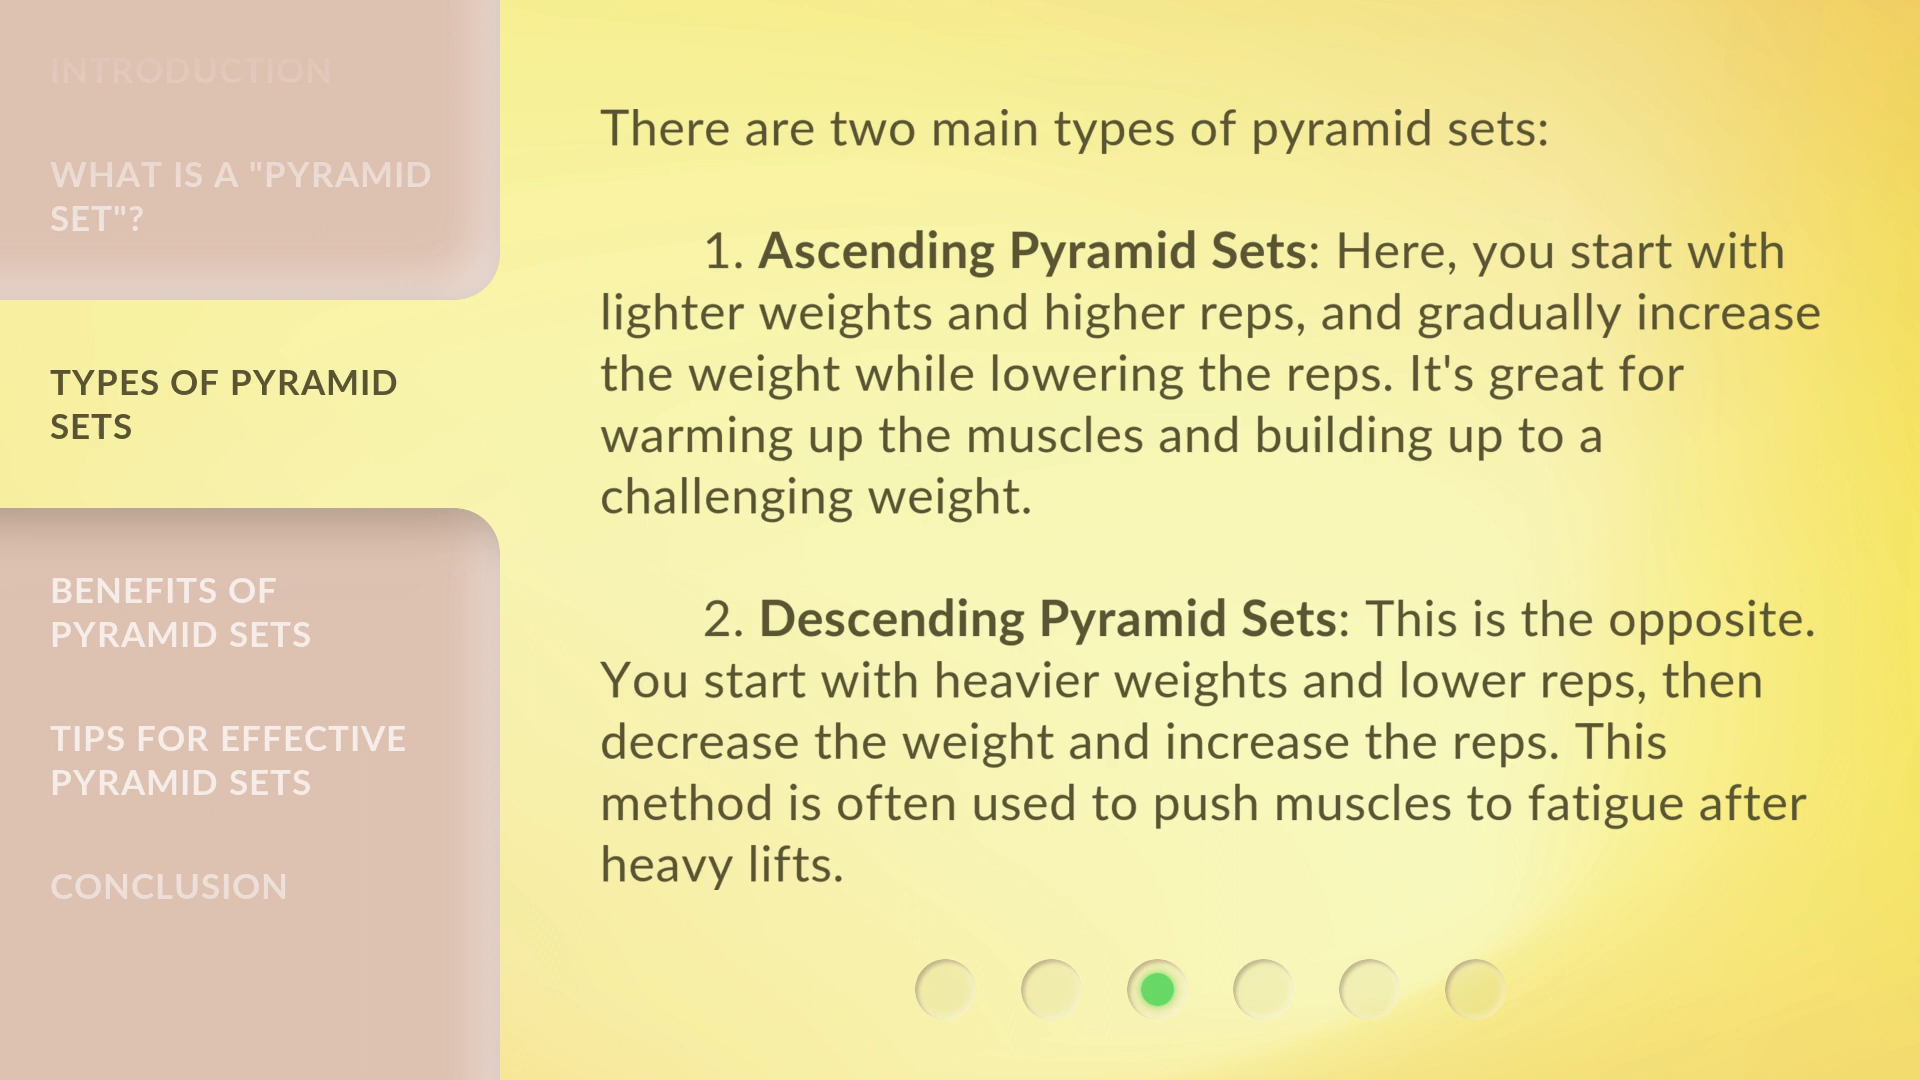 INTRODUCTION
WHAT IS A "PYRAMID
SET"?
TYPES OF PYRAMID
SETS
BENEFITS OF
PYRAMID SETS
TIPS FOR EFFECTIVE
PYRAMID SETS
CONCLUSION
There are two main types of pyramid sets:
1. Ascending Pyramid Sets: Here, you start with
lighter weights and higher reps, and gradually increase
the weight while lowering the reps. It's great for
warming up the muscles and building up to a
challenging weight.
2. Descending Pyramid Sets: This is the opposite.
You start with heavier weights and lower reps, then
decrease the weight and increase the reps. This
method is often used to push muscles to fatigue after
heavy lifts.